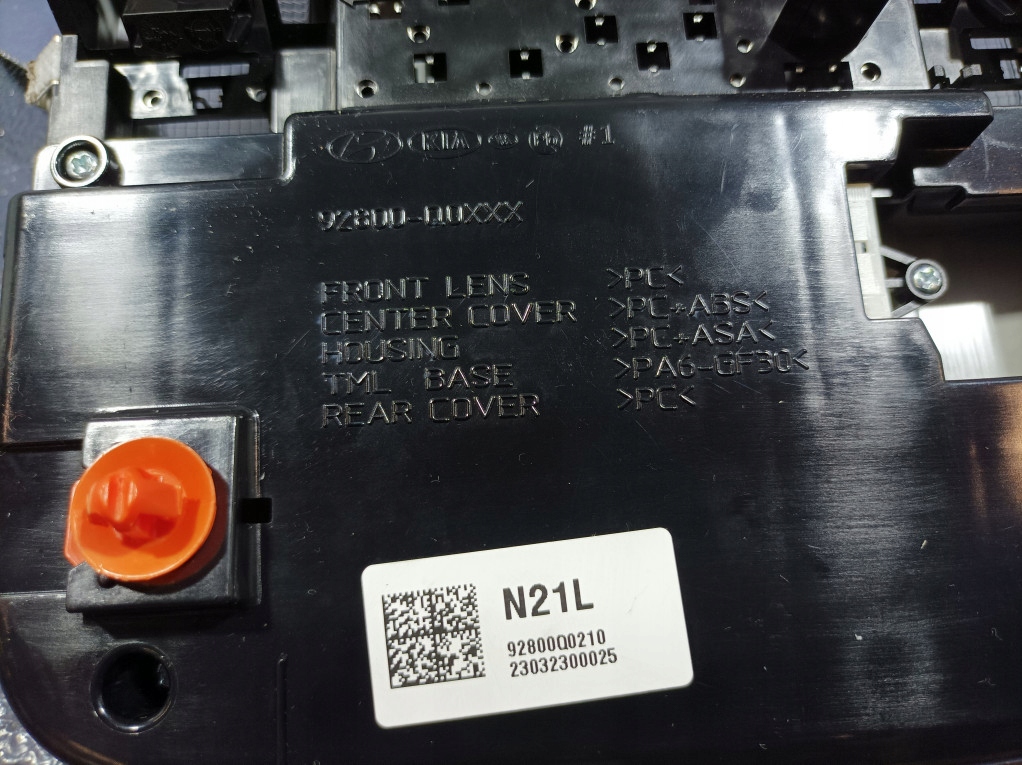 KIA #1
92800-Q0XXX
FRONT LENS >PC<
CENTER COVER >PC+ABS<
HOUSING >PC+ASA<
TML BASE >PA6-GF30<
REAR COVER >PC<
N21L
92800Q0210
23032300025